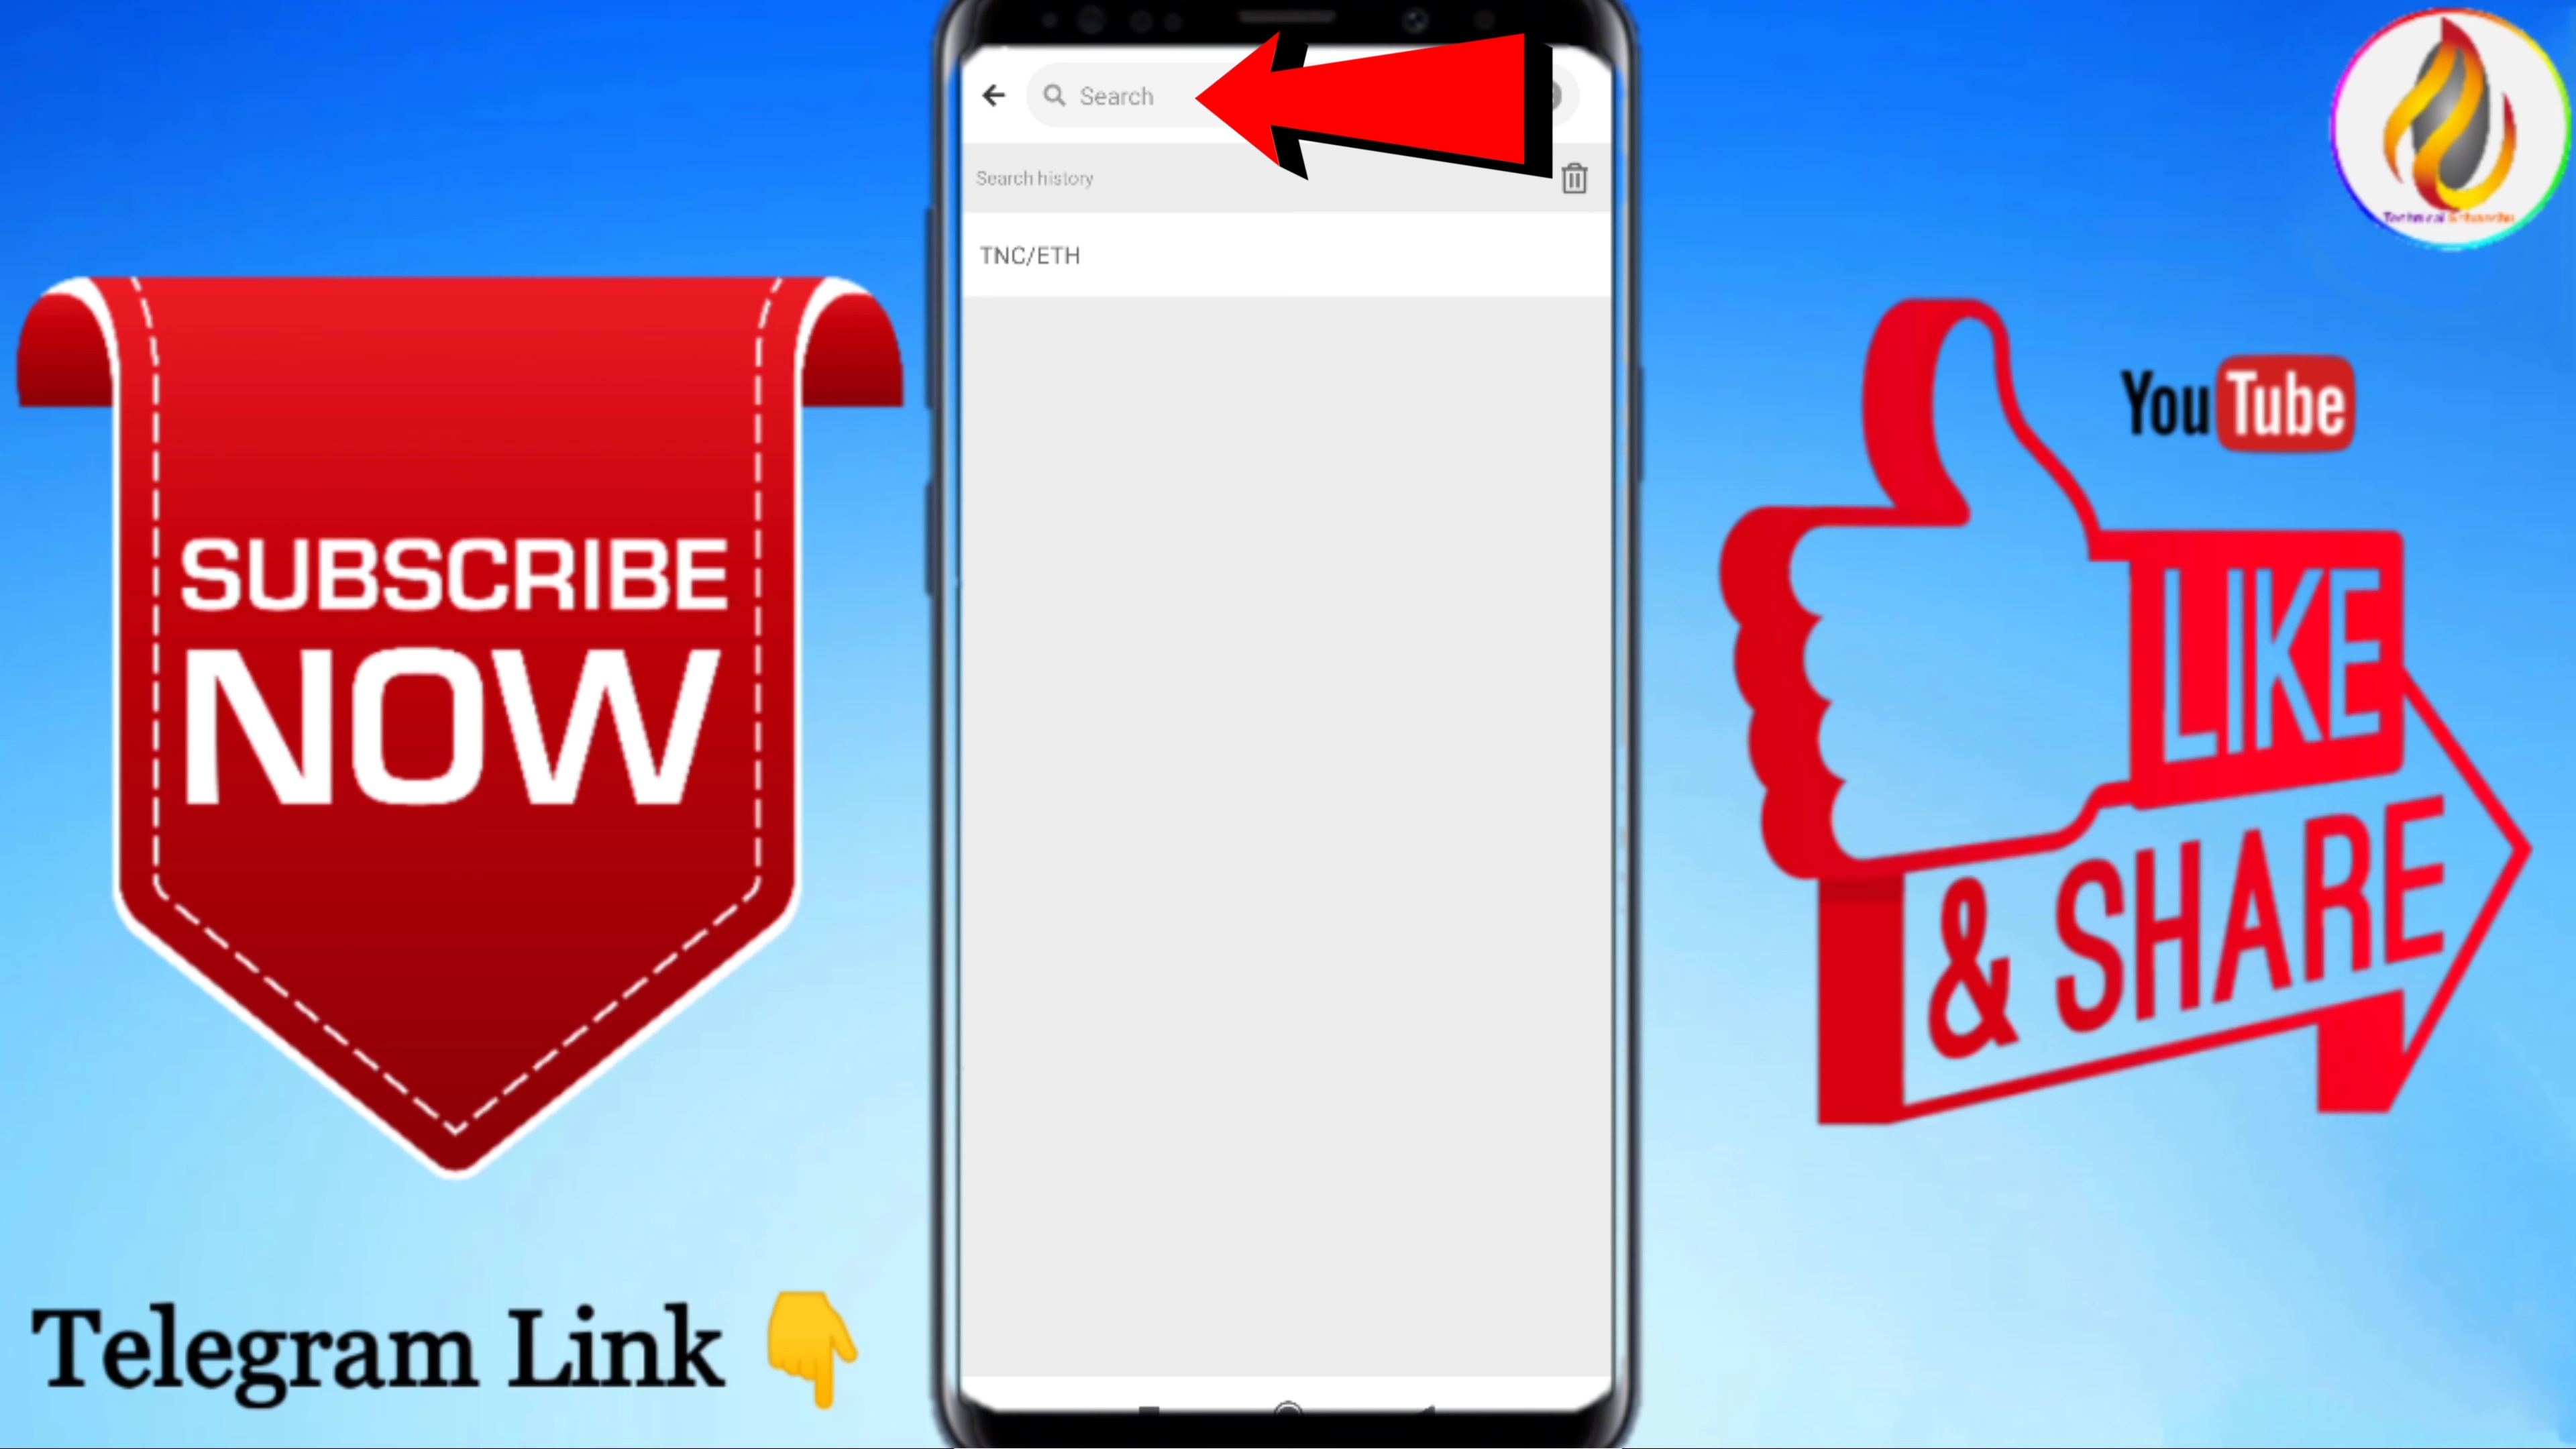 Search
Search history
TNC/ETH
SUBSCRIBE
NOW
YouTube
LIKE
& SHARE
Telegram Link 👇